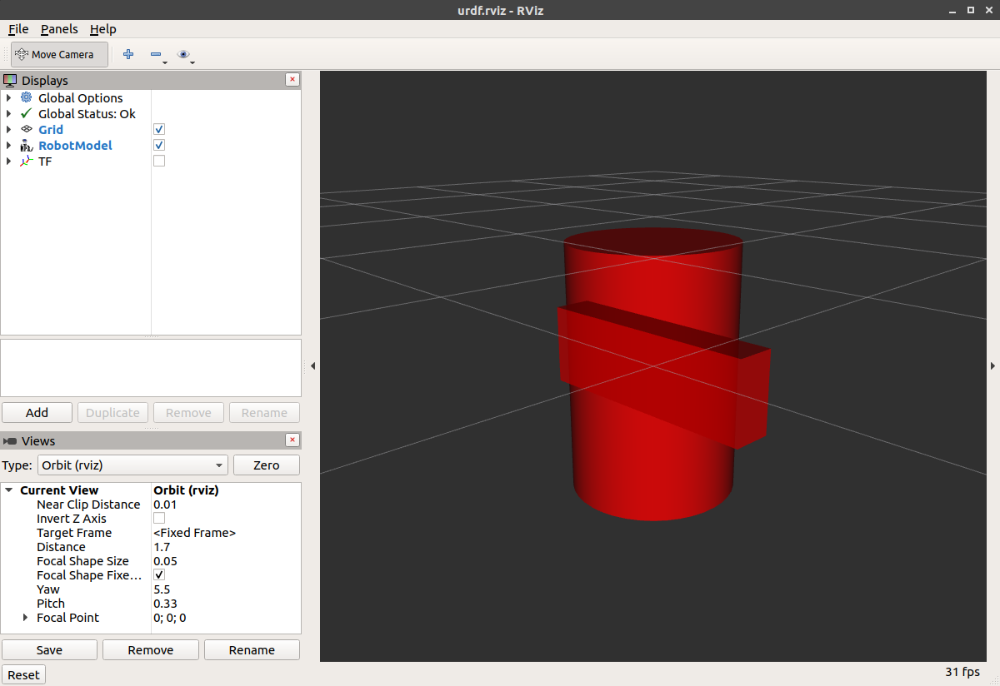 urdf.rviz - RViz
File Panels Help
Move Camera
Displays
Global Options
Global Status: Ok
Grid
RobotModel
TF
Add Duplicate Remove Rename
Views
Type: Orbit (rviz) Zero
Current View Orbit (rviz)
Near Clip Distance 0.01
Invert Z Axis
Target Frame <Fixed Frame>
Distance 1.7
Focal Shape Size 0.05
Focal Shape Fixe...
Yaw 5.5
Pitch 0.33
Focal Point 0; 0; 0
Save Remove Rename
Reset
31 fps